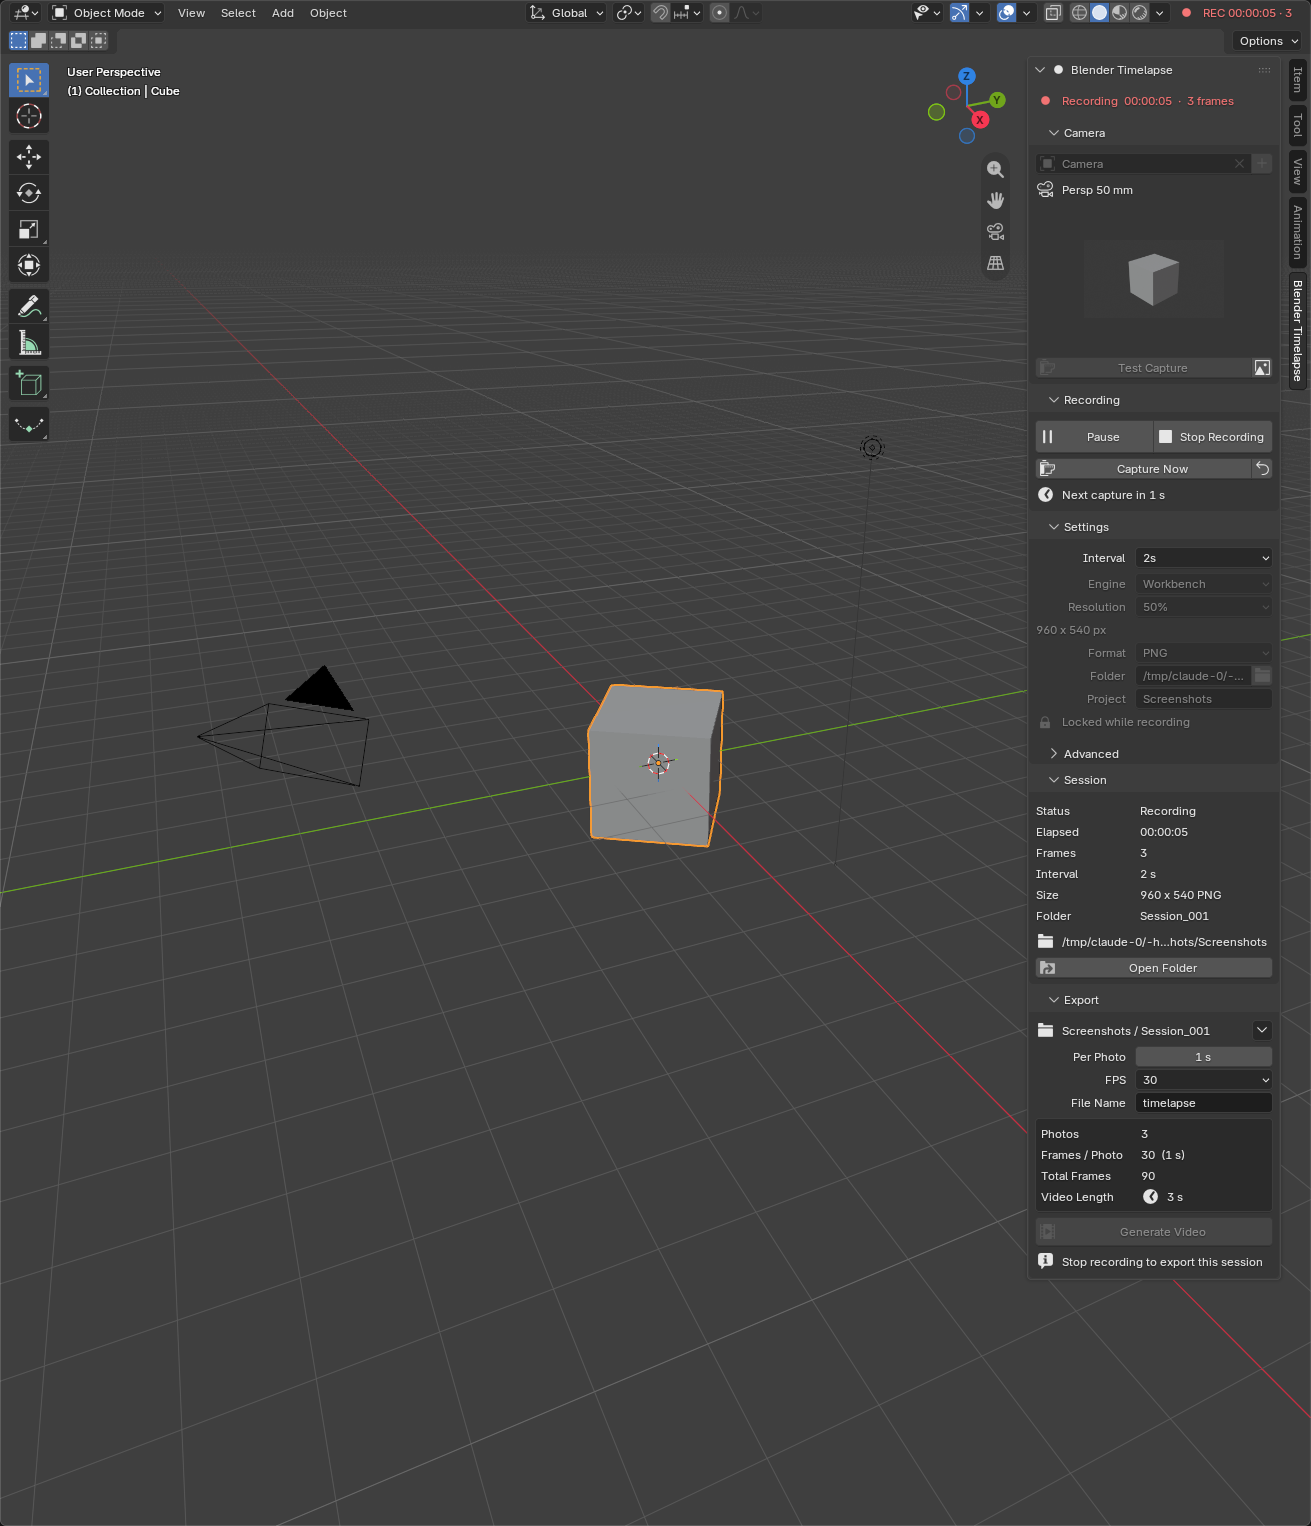 Object Mode View Select Add Object Global REC 00:00:05 · 3
Options
User Perspective
(1) Collection | Cube
Z
Y
X
Blender Timelapse
Recording 00:00:05 · 3 frames
Camera
Camera
Persp 50 mm
Test Capture
Recording
Pause Stop Recording
Capture Now
Next capture in 1 s
Settings
Interval 2s
Engine Workbench
Resolution 50%
960 x 540 px
Format PNG
Folder /tmp/claude-0/-...
Project Screenshots
Locked while recording
Advanced
Session
Status Recording
Elapsed 00:00:05
Frames 3
Interval 2 s
Size 960 x 540 PNG
Folder Session_001
/tmp/claude-0/-h...hots/Screenshots
Open Folder
Export
Screenshots / Session_001
Per Photo 1 s
FPS 30
File Name timelapse
Photos 3
Frames / Photo 30 (1 s)
Total Frames 90
Video Length 3 s
Generate Video
Stop recording to export this session
Item
Tool
View
Animation
Blender Timelapse